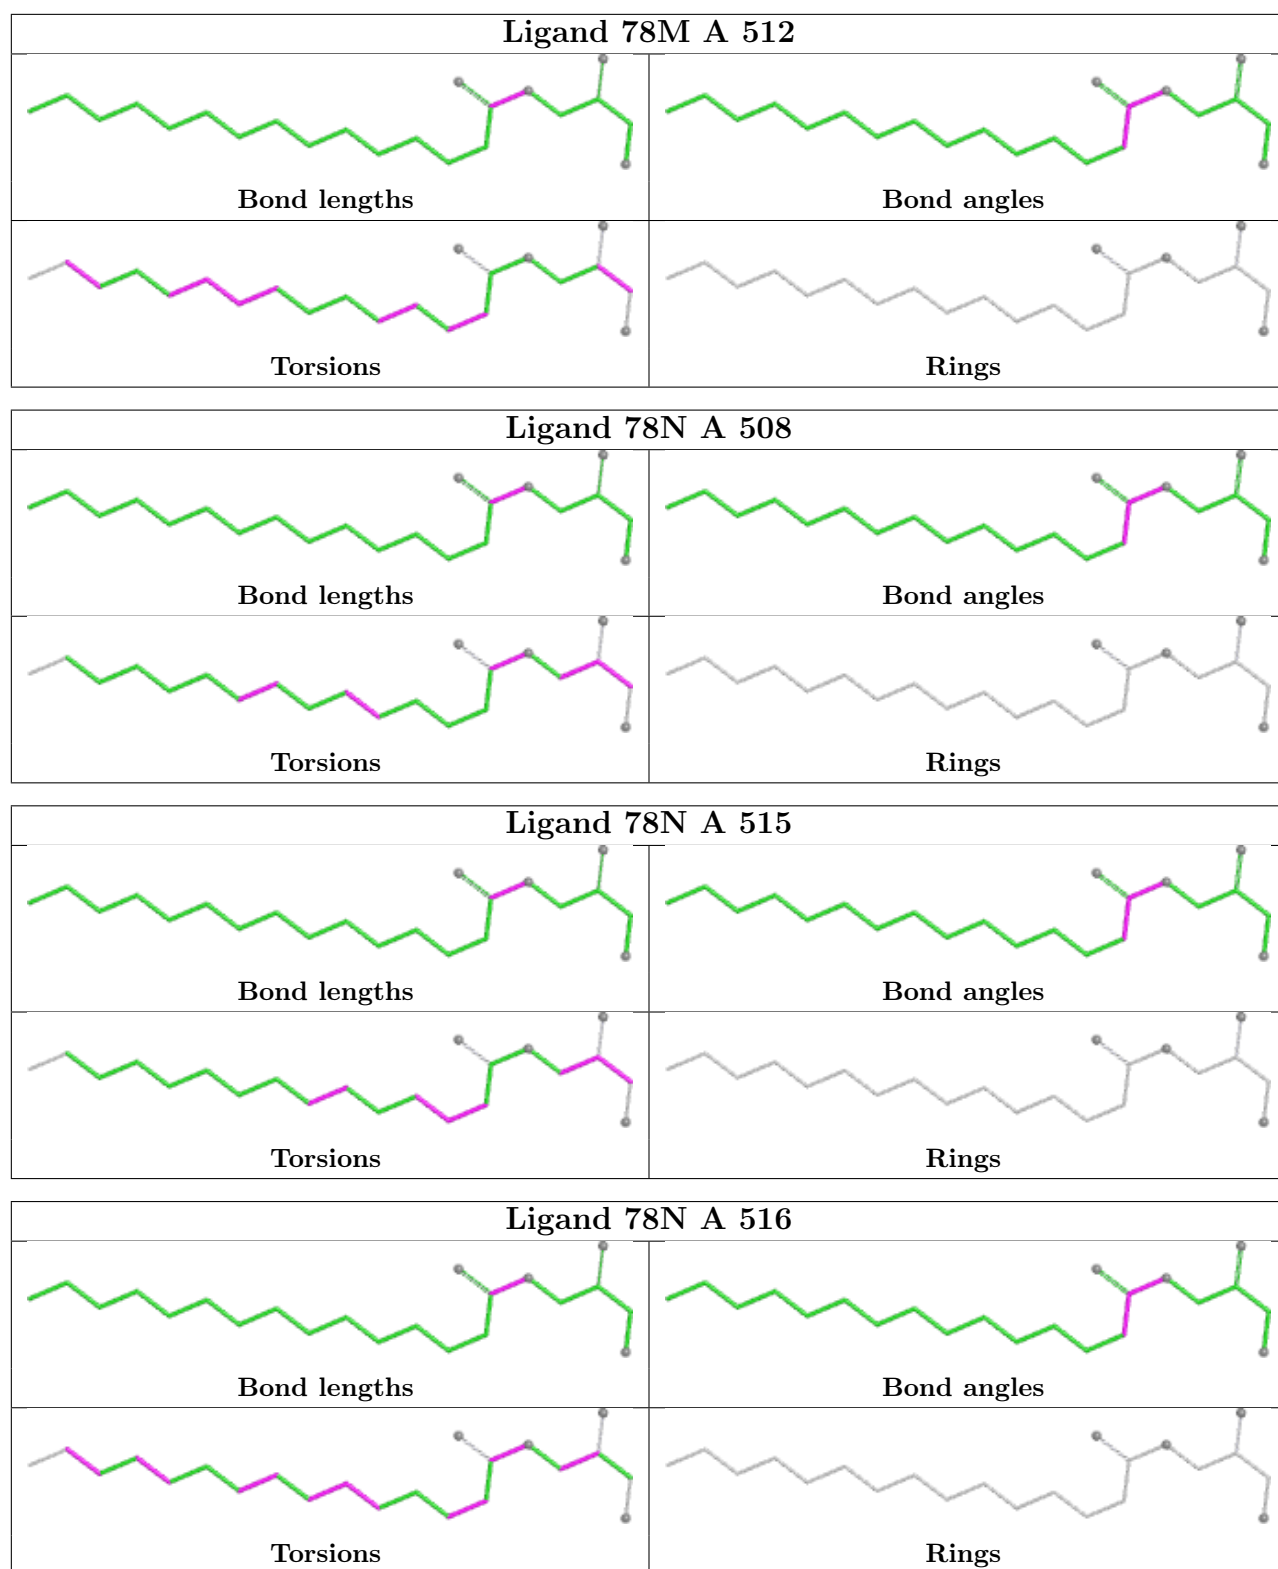 Ligand 78M A 512
Bond lengths
Bond angles
Torsions
Rings
Ligand 78N A 508
Bond lengths
Bond angles
Torsions
Rings
Ligand 78N A 515
Bond lengths
Bond angles
Torsions
Rings
Ligand 78N A 516
Bond lengths
Bond angles
Torsions
Rings